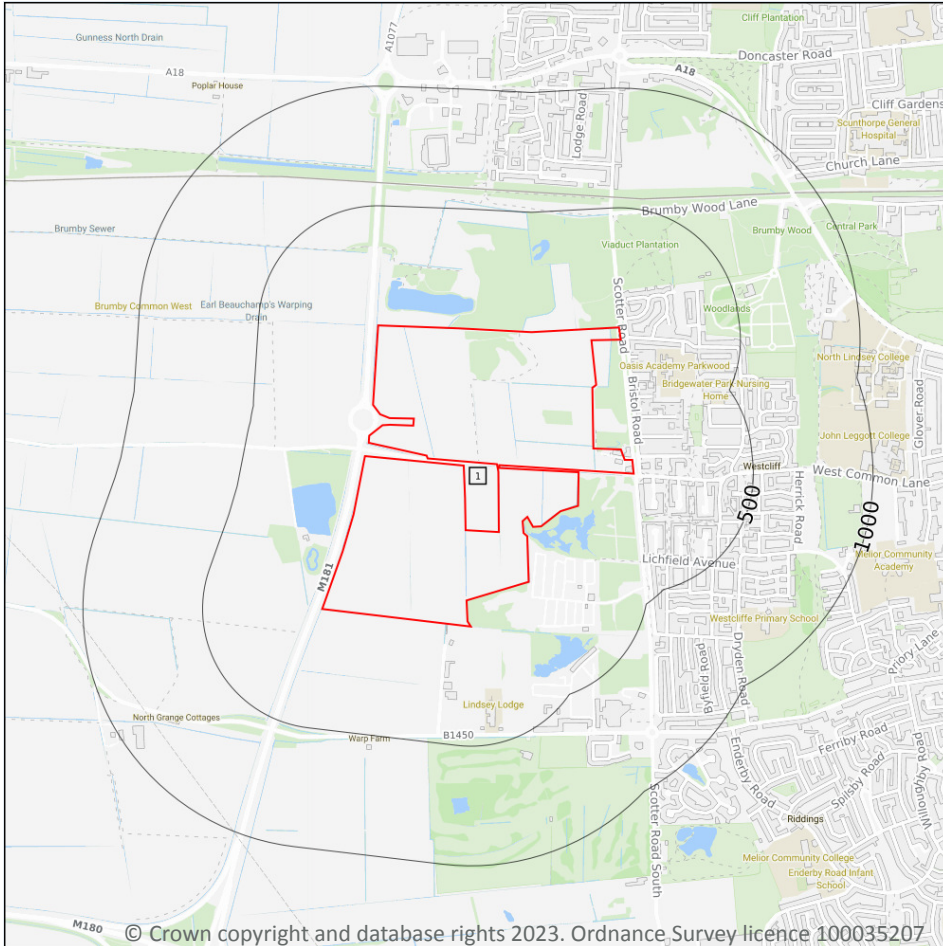 Cliff Plantation
Gunness North Drain
A1077
Doncaster Road
A18
A18
Poplar House
Lodge Road
Cliff Gardens
Scunthorpe General
Hospital
Church Lane
Brumby Wood Lane
Brumby Sewer
Viaduct Plantation
Brumby Wood
Central Park
Brumby Common West
Earl Beauchamp's Warping
Drain
Scotter Road
Woodlands
North Lindsey College
Oasis Academy Parkwood
Bridgewater Park Nursing
Home
Bristol Road
Glover Road
John Leggott College
1
Westcliff
West Common Lane
Herrick Road
500
1000
Lichfield Avenue
Melior Community
Academy
M181
Westcliffe Primary School
Priory Lane
Byfield Road
Dryden Road
Lindsey Lodge
North Grange Cottages
Warp Farm
B1450
Ferriby Road
Enderby Road
Spilsby Road
Willoughby Road
Scotter Road South
Riddings
Melior Community College
Enderby Road Infant
School
M180
© Crown copyright and database rights 2023. Ordnance Survey licence 100035207